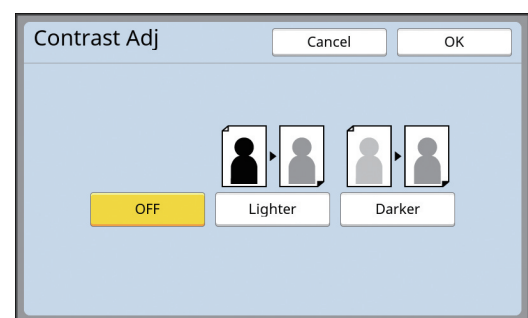 Contrast Adj
Cancel
OK
OFF
Lighter
Darker